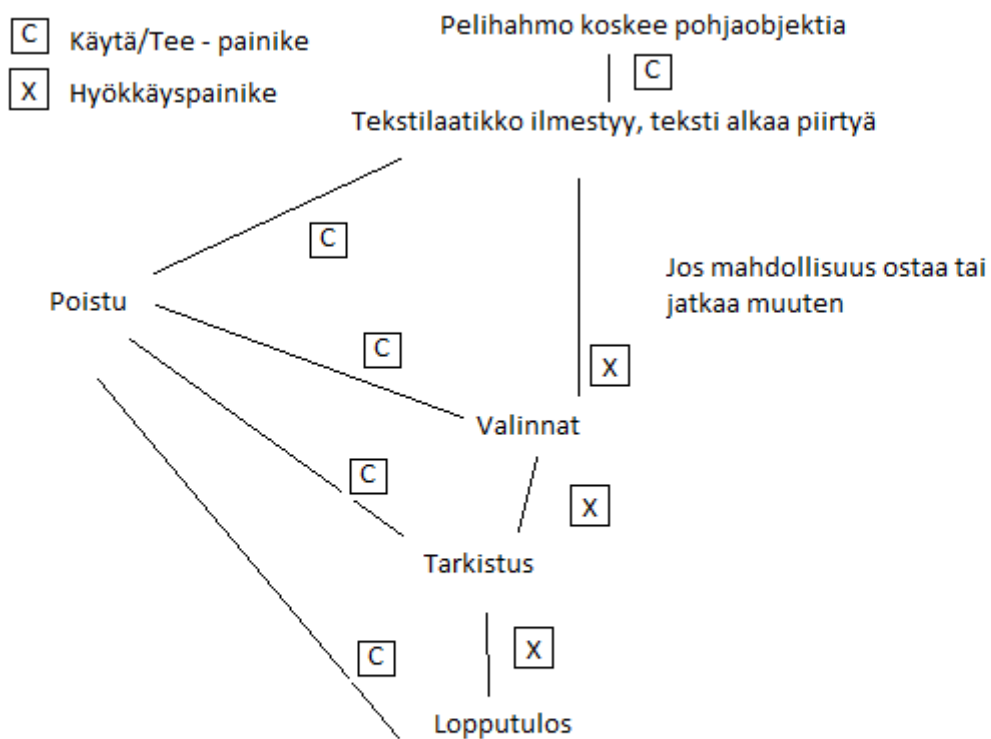 C Käytä/Tee - painike
X Hyökkäyspainike
Pelihahmo koskee pohjaobjektia
C
Tekstilaatikko ilmestyy, teksti alkaa piirtyä
C
Jos mahdollisuus ostaa tai
jatkaa muuten
Poistu
C
X
Valinnat
C
X
Tarkistus
C
X
Lopputulos